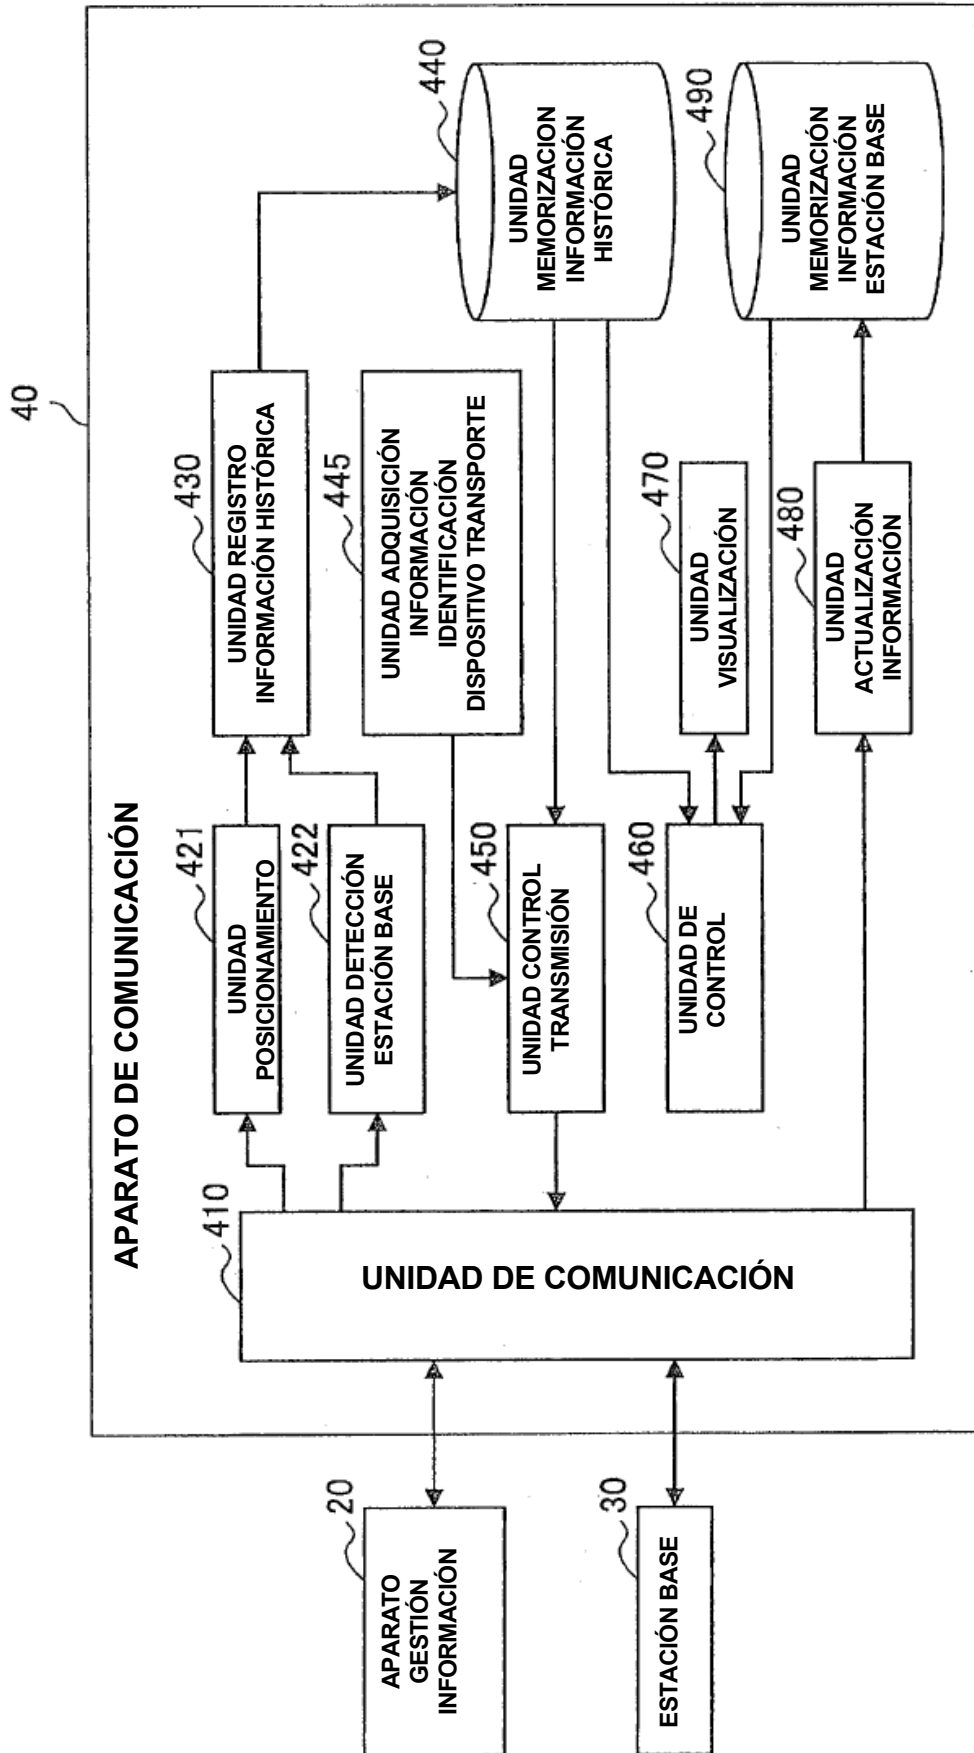 40
APARATO DE COMUNICACIÓN
410
UNIDAD DE COMUNICACIÓN
421
UNIDAD
POSICIONAMIENTO
422
UNIDAD DETECCIÓN
ESTACIÓN BASE
430
UNIDAD REGISTRO
INFORMACIÓN HISTÓRICA
440
UNIDAD
MEMORIZACION
INFORMACIÓN
HISTÓRICA
445
UNIDAD ADQUISICIÓN
INFORMACIÓN
IDENTIFICACIÓN
DISPOSITIVO TRANSPORTE
450
UNIDAD CONTROL
TRANSMISIÓN
460
UNIDAD DE
CONTROL
470
UNIDAD
VISUALIZACIÓN
480
UNIDAD
ACTUALIZACIÓN
INFORMACIÓN
490
UNIDAD
MEMORIZACIÓN
INFORMACIÓN
ESTACIÓN BASE
20
APARATO
GESTIÓN
INFORMACIÓN
30
ESTACIÓN BASE